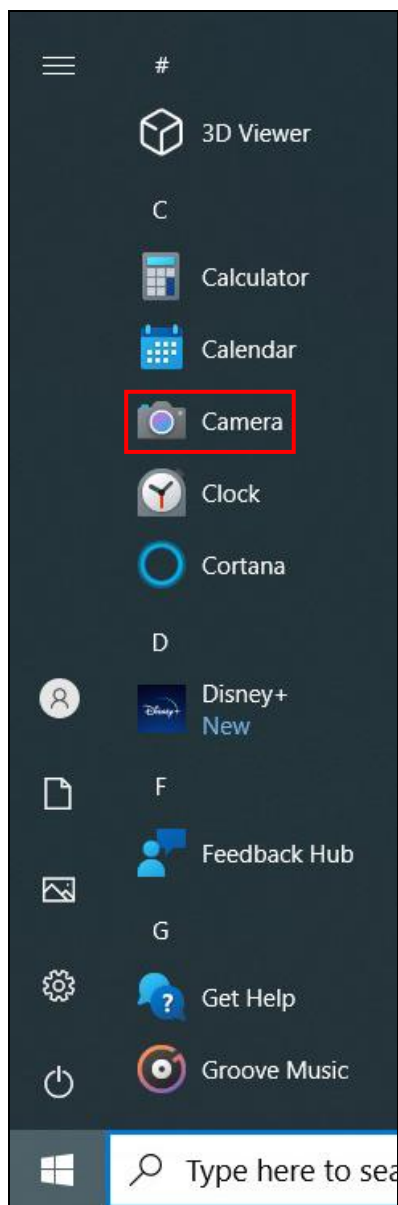 #
3D Viewer
C
Calculator
Calendar
Camera
Clock
Cortana
D
Disney+
Disney+
New
F
Feedback Hub
G
?
Get Help
Groove Music
Type here to sea